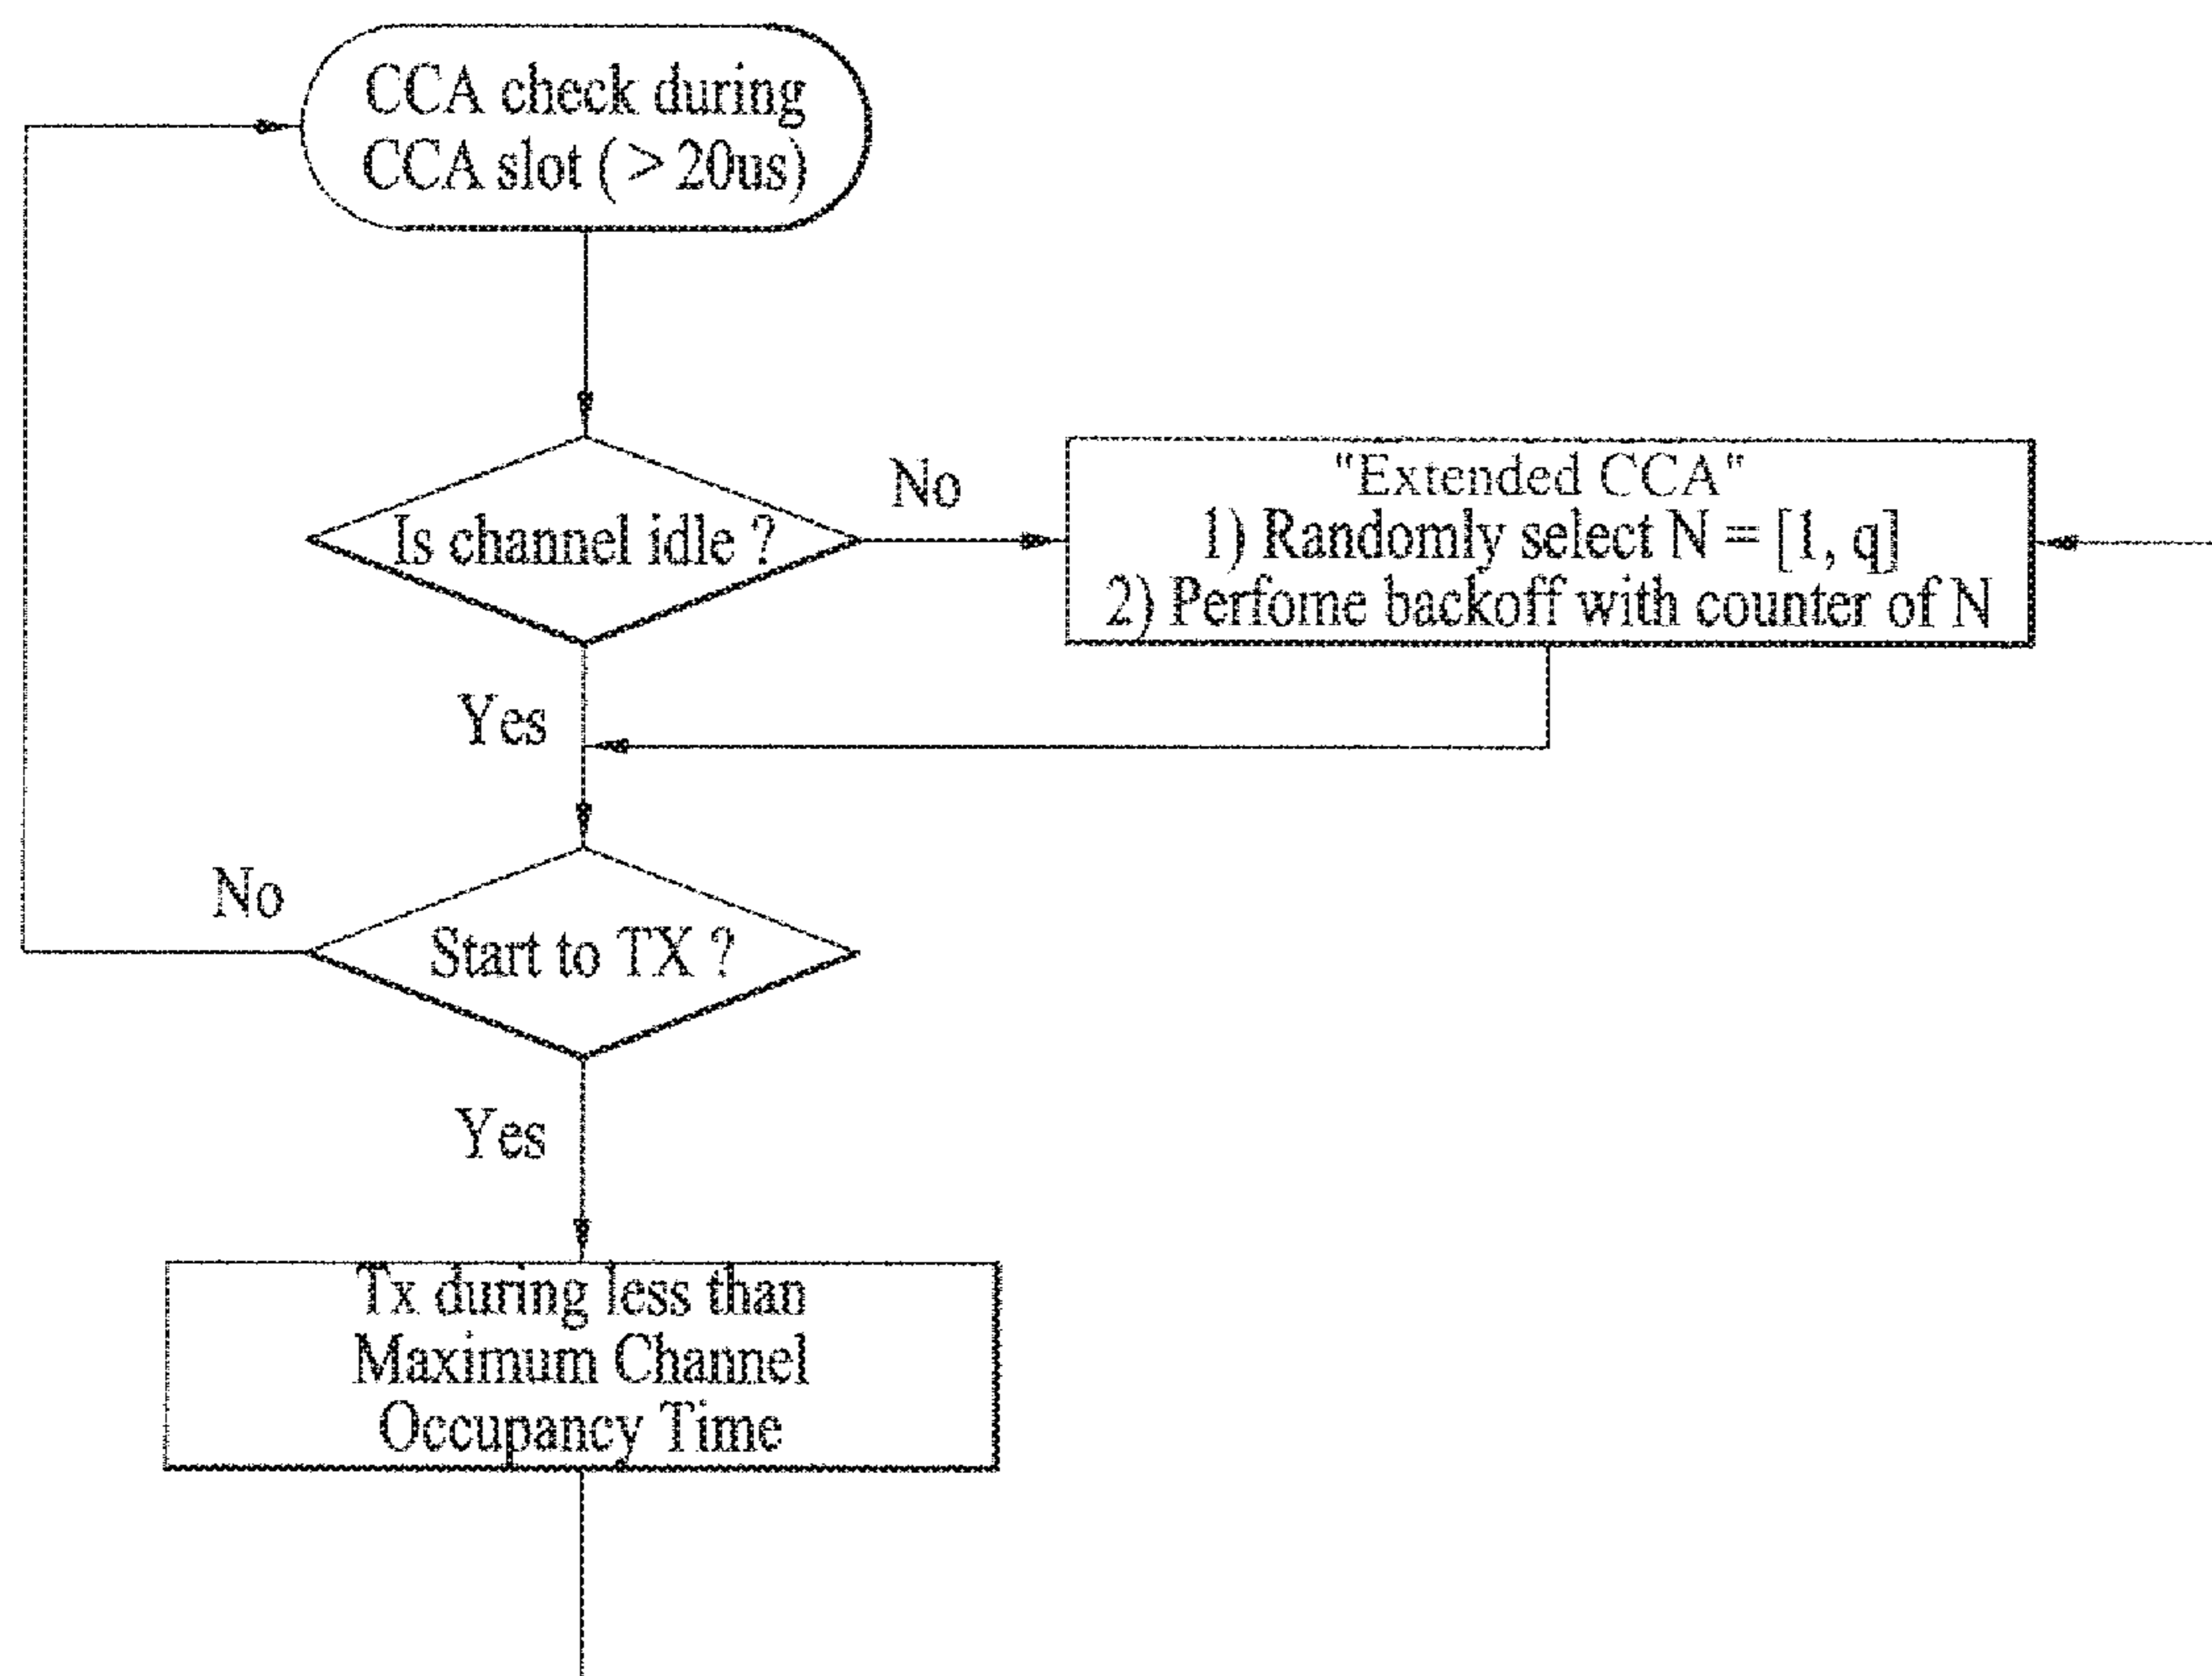 CCA check during
CCA slot ( > 20us)
Is channel idle ?
No
"Extended CCA"
1) Randomly select N = [1, q]
2) Perfome backoff with counter of N
Yes
No
Start to TX ?
Yes
Tx during less than
Maximum Channel
Occupancy Time